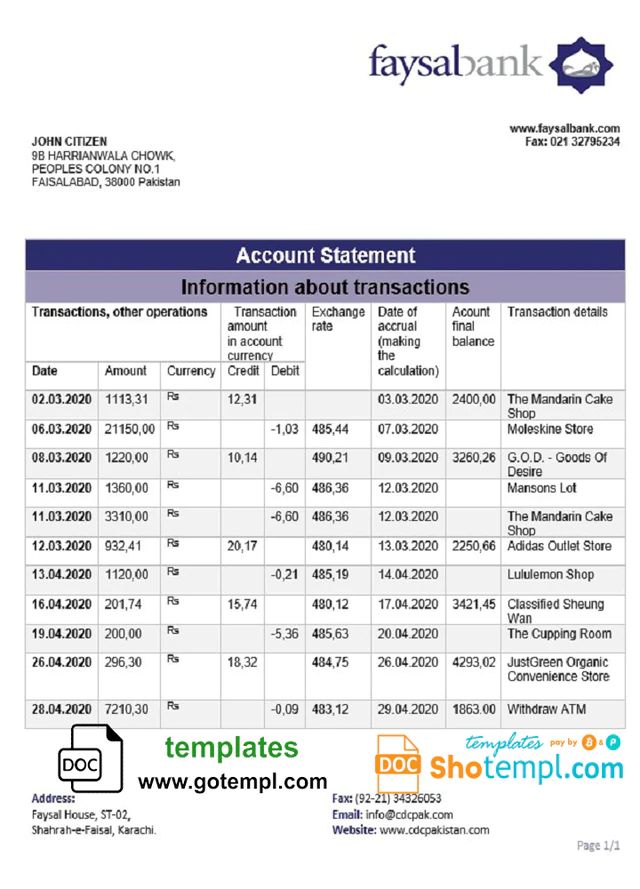 faysalbank
www.faysalbank.com
Fax: 021 32795234
JOHN CITIZEN
9B HARRIANWALA CHOWK,
PEOPLES COLONY NO.1
FAISALABAD, 38000 Pakistan
Account Statement
Information about transactions
Transactions, other operations Transaction amount in account currency Exchange rate Date of accrual (making the calculation) Acount final balance Transaction details
Date Amount Currency Credit Debit
02.03.2020 1113,31 Rs 12,31 03.03.2020 2400,00 The Mandarin Cake Shop
06.03.2020 21150,00 Rs -1,03 485,44 07.03.2020 Moleskine Store
08.03.2020 1220,00 Rs 10,14 490,21 09.03.2020 3260,26 G.O.D. - Goods Of Desire
11.03.2020 1360,00 Rs -6,60 486,36 12.03.2020 Mansons Lot
11.03.2020 3310,00 Rs -6,60 486,36 12.03.2020 The Mandarin Cake Shop
12.03.2020 932,41 Rs 20,17 480,14 13.03.2020 2250,66 Adidas Outlet Store
13.04.2020 1120,00 Rs -0,21 485,19 14.04.2020 Lululemon Shop
16.04.2020 201,74 Rs 15,74 480,12 17.04.2020 3421,45 Classified Sheung Wan
19.04.2020 200,00 Rs -5,36 485,63 20.04.2020 The Cupping Room
26.04.2020 296,30 Rs 18,32 484,75 26.04.2020 4293,02 JustGreen Organic Convenience Store
28.04.2020 7210,30 Rs -0,09 483,12 29.04.2020 1863.00 Withdraw ATM
DOC
templates
www.gotempl.com
DOC
templates pay by B & P
Shotempl.com
Address:
Faysal House, ST-02,
Shahrah-e-Faisal, Karachi.
Fax: (92-21) 34326053
Email: info@cdcpak.com
Website: www.cdcpakistan.com
Page 1/1